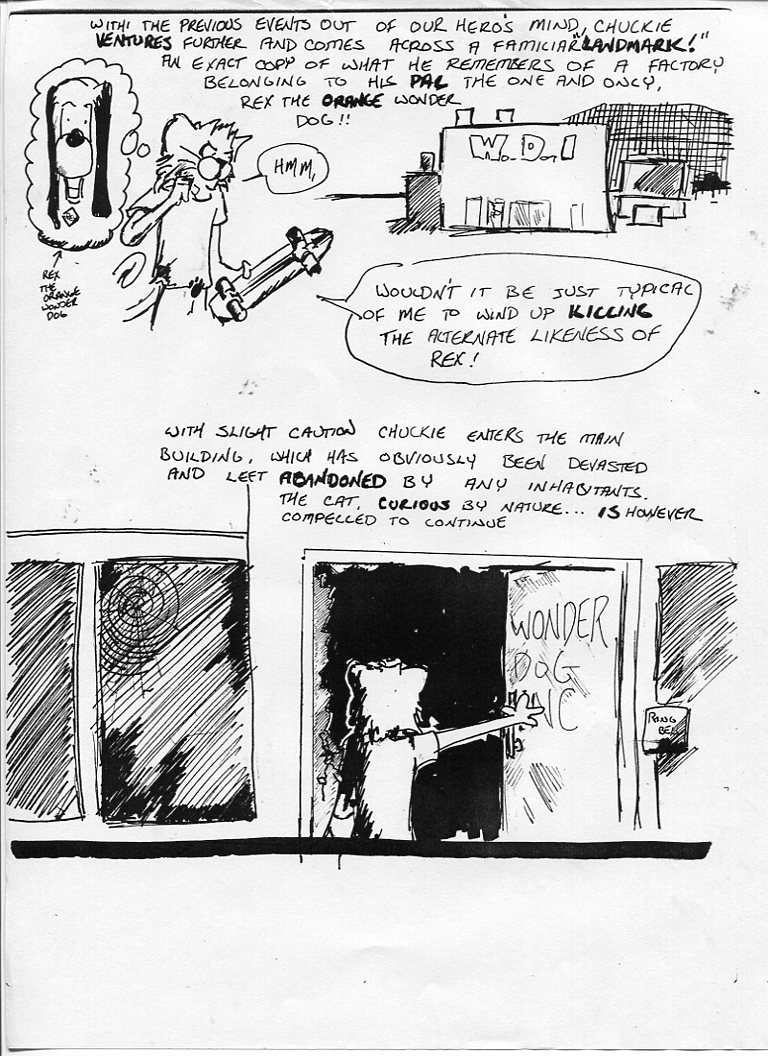 WITH THE PREVIOUS EVENTS OUT OF OUR HERO'S MIND, CHUCKIE
VENTURES FURTHER AND COMES ACROSS A FAMILIAR "LANDMARK!"
AN EXACT COPY OF WHAT HE REMEMBERS OF A FACTORY
BELONGING TO HIS PAL THE ONE AND ONLY,
REX THE ORANGE WONDER
DOG!!
HMM,
W.D.I
REX
THE
ORANGE
WONDER
DOG
WOULDN'T IT BE JUST TYPICAL
OF ME TO WIND UP KILLING
THE ALTERNATE LIKENESS OF
REX!
WITH SLIGHT CAUTION CHUCKIE ENTERS THE MAIN
BUILDING, WHICH HAS OBVIOUSLY BEEN DEVASTED
AND LEFT ABANDONED BY ANY INHABITANTS.
THE CAT, CURIOUS BY NATURE... IS HOWEVER
COMPELLED TO CONTINUE
WONDER
DOG
INC
RING
BELL